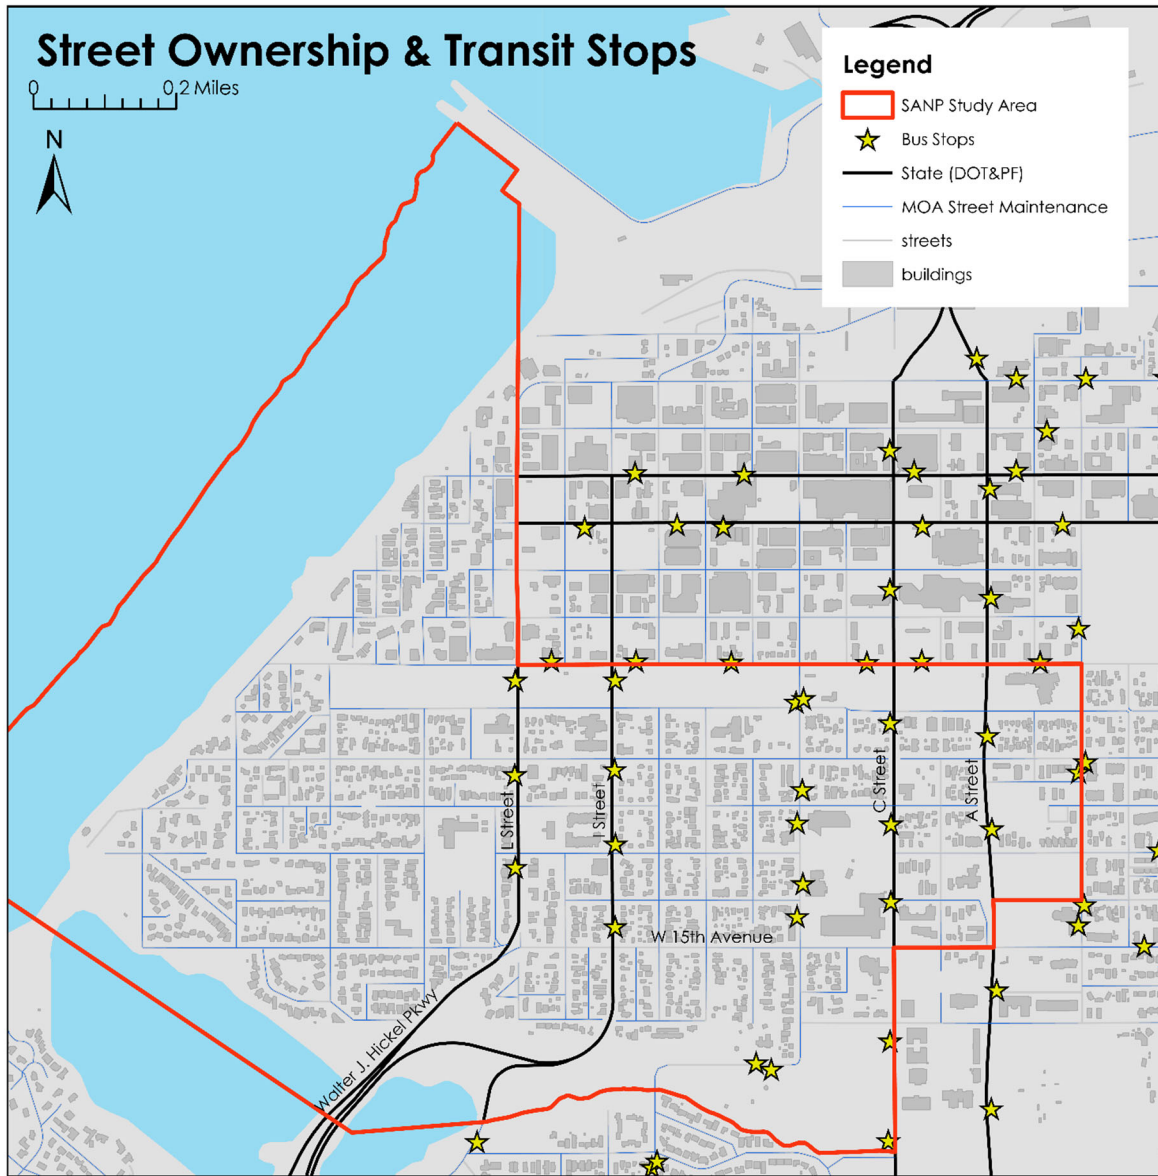 Street Ownership & Transit Stops
0 0.2 Miles
N
Legend
SANP Study Area
Bus Stops
State (DOT&PF)
MOA Street Maintenance
streets
buildings
L Street
I Street
C Street
A Street
W 15th Avenue
Walter J. Hickel Pkwy